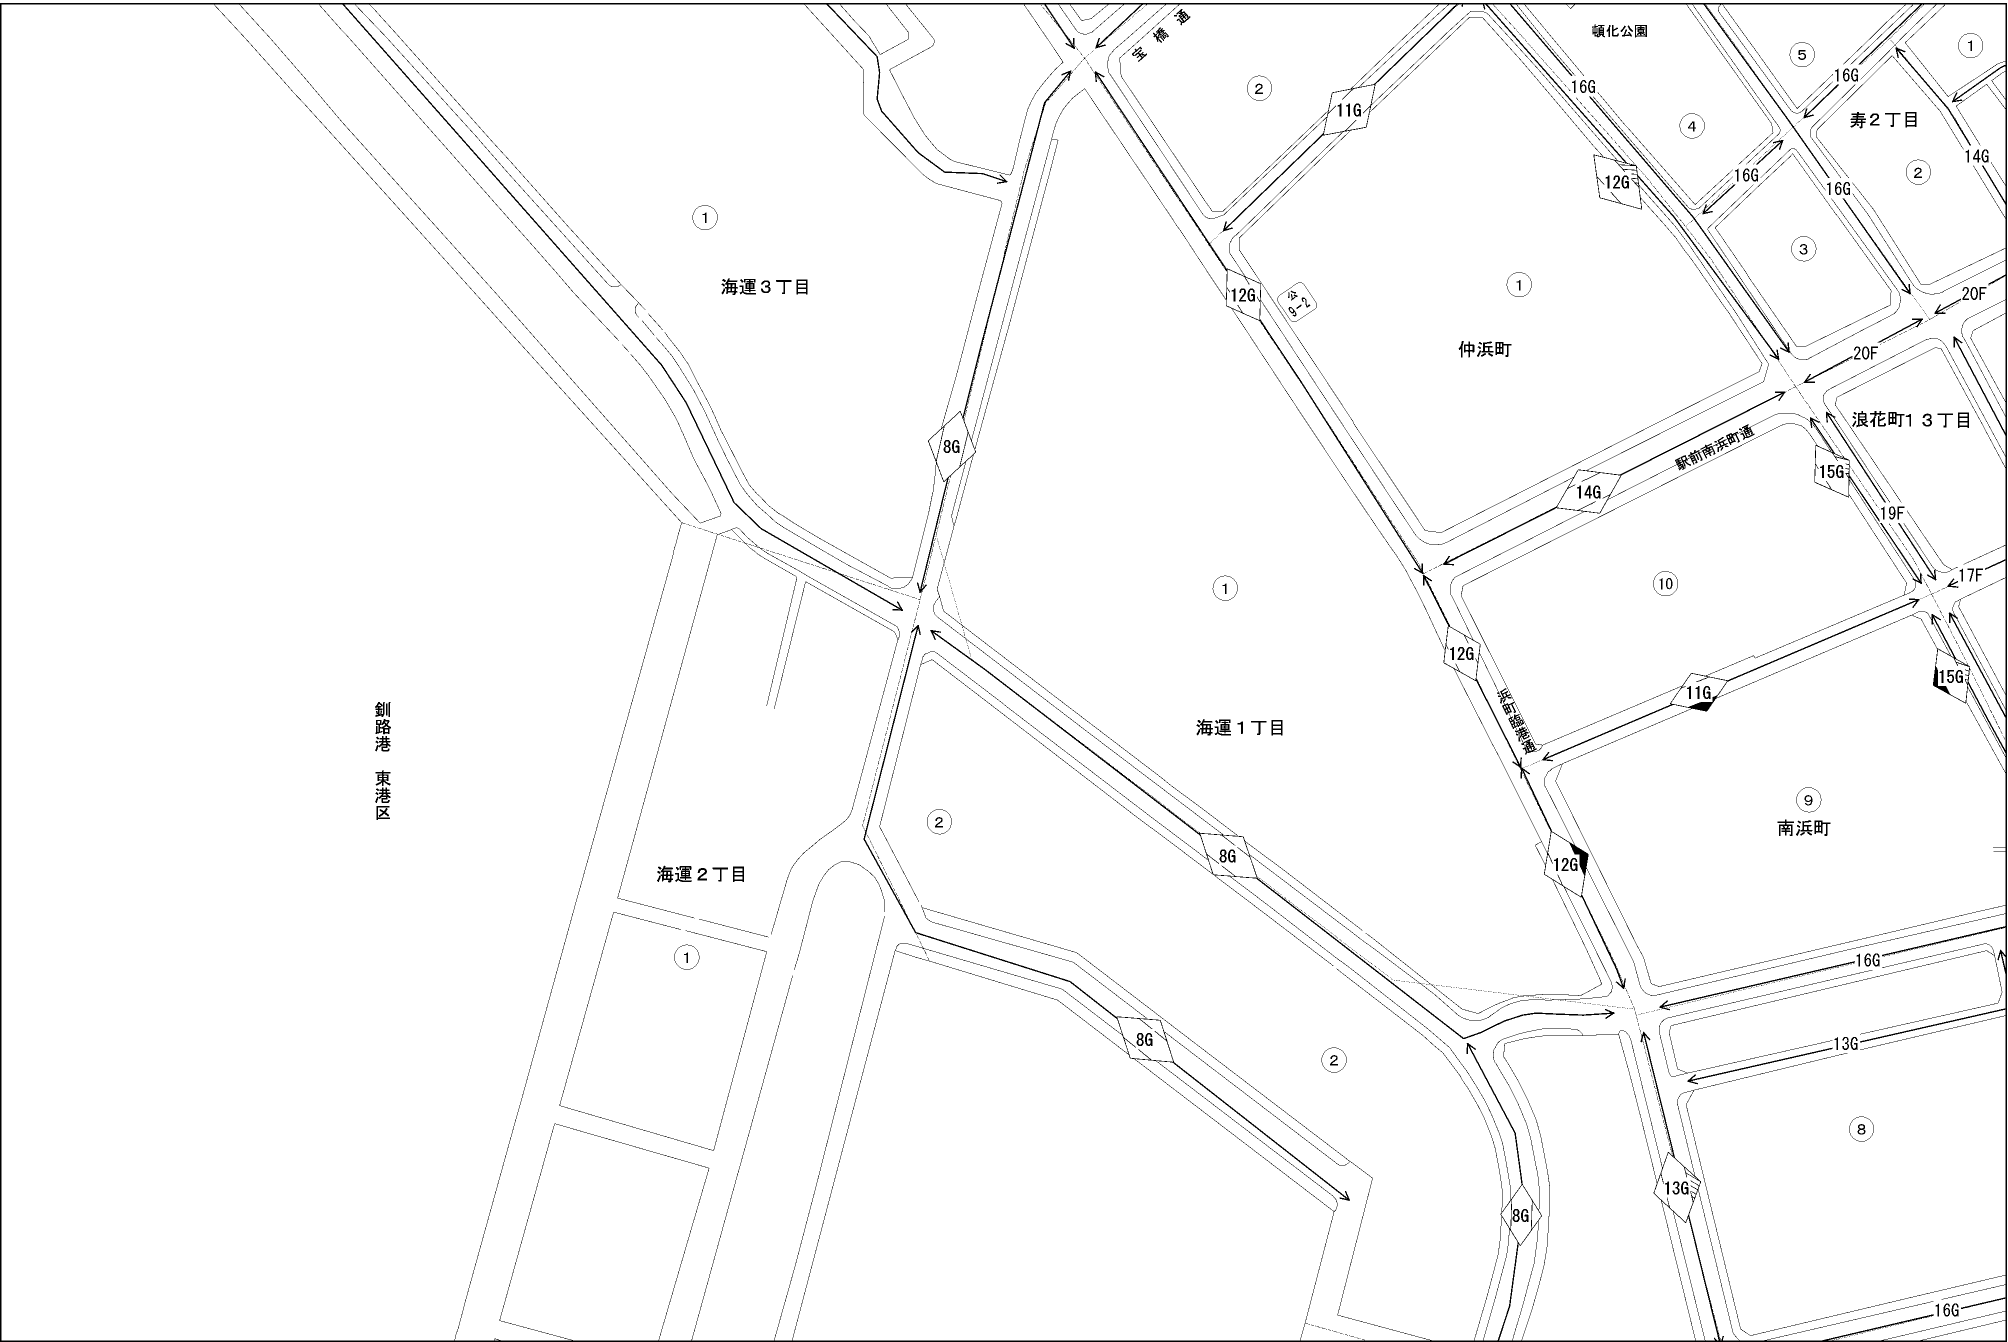 宝橋通
頓化公園
5
1
16G
2
16G
11G
4
寿2丁目
14G
12G
16G
16G
2
1
3
海運3丁目
1
20F
12G
公
9-2
仲浜町
20F
浪花町13丁目
駅前南浜町通
8G
15G
14G
19F
17F
1
10
12G
15G
11G
浜町臨港通
釧路港 東港区
海運1丁目
9
南浜町
2
8G
12G
海運2丁目
1
16G
8G
13G
2
8
13G
8G
16G